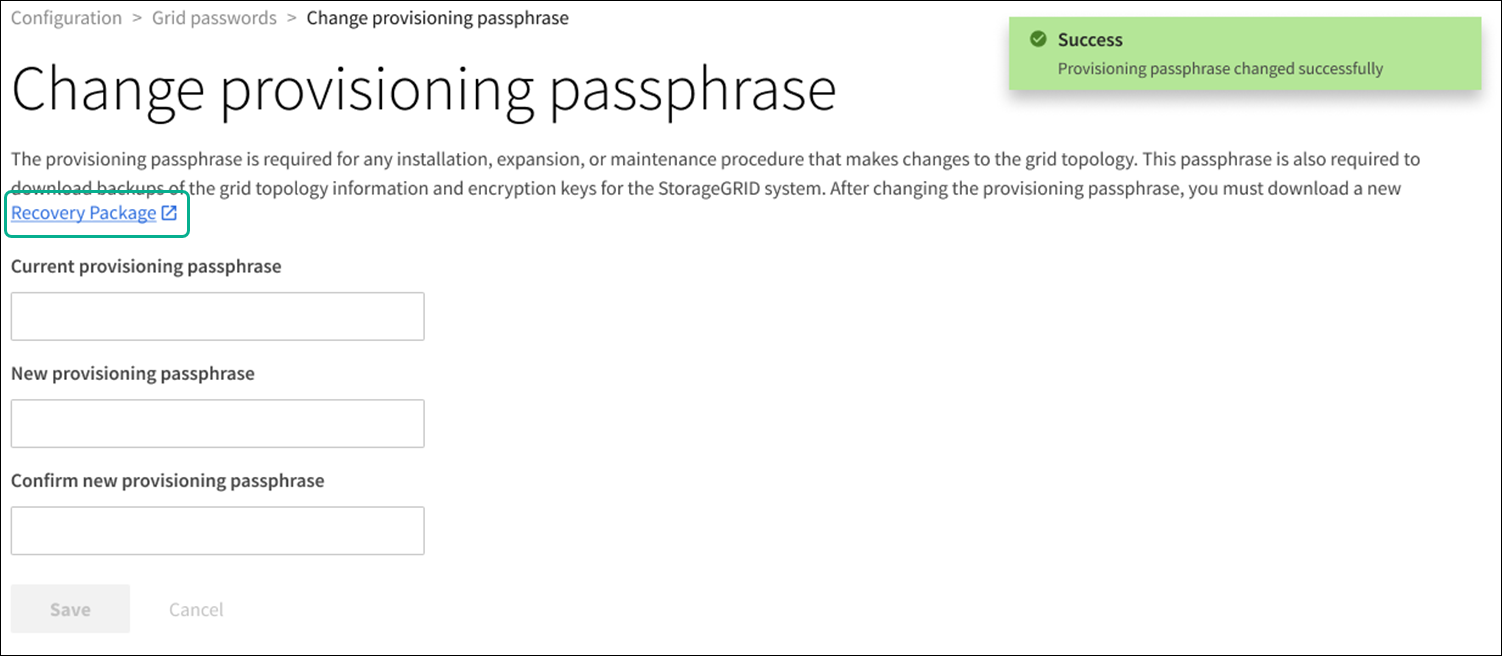 Configuration > Grid passwords > Change provisioning passphrase
Success
Provisioning passphrase changed successfully
Change provisioning passphrase
The provisioning passphrase is required for any installation, expansion, or maintenance procedure that makes changes to the grid topology. This passphrase is also required to
download backups of the grid topology information and encryption keys for the StorageGRID system. After changing the provisioning passphrase, you must download a new
Recovery Package
Current provisioning passphrase
New provisioning passphrase
Confirm new provisioning passphrase
Save Cancel